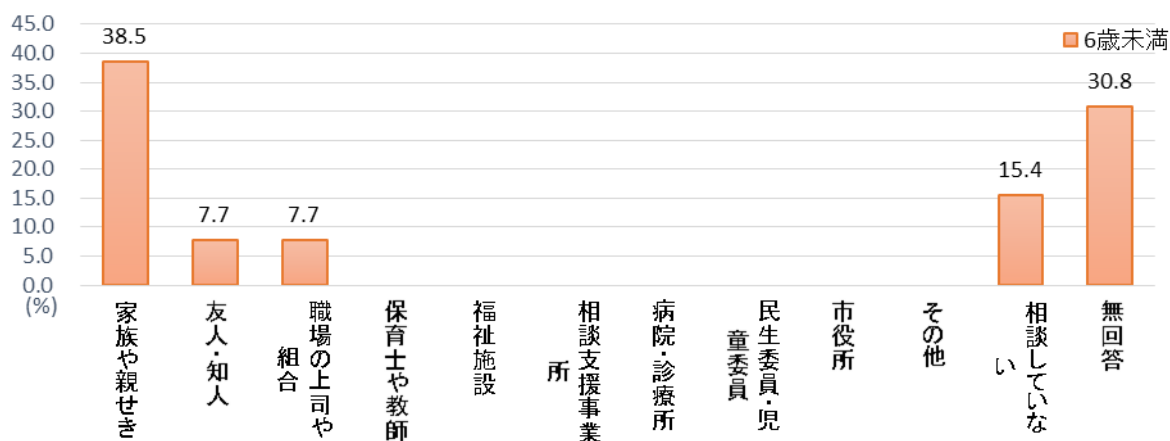 45.0
40.0
35.0
30.0
25.0
20.0
15.0
10.0
5.0
0.0
(%)
38.5
7.7
7.7
15.4
30.8
6歳未満
家族や親せき
友人・知人
職場の上司や
組合
保育士や教師
福祉施設
相談支援事業
所
病院・診療所
民生委員・児
童委員
市役所
その他
相談していな
い
無回答